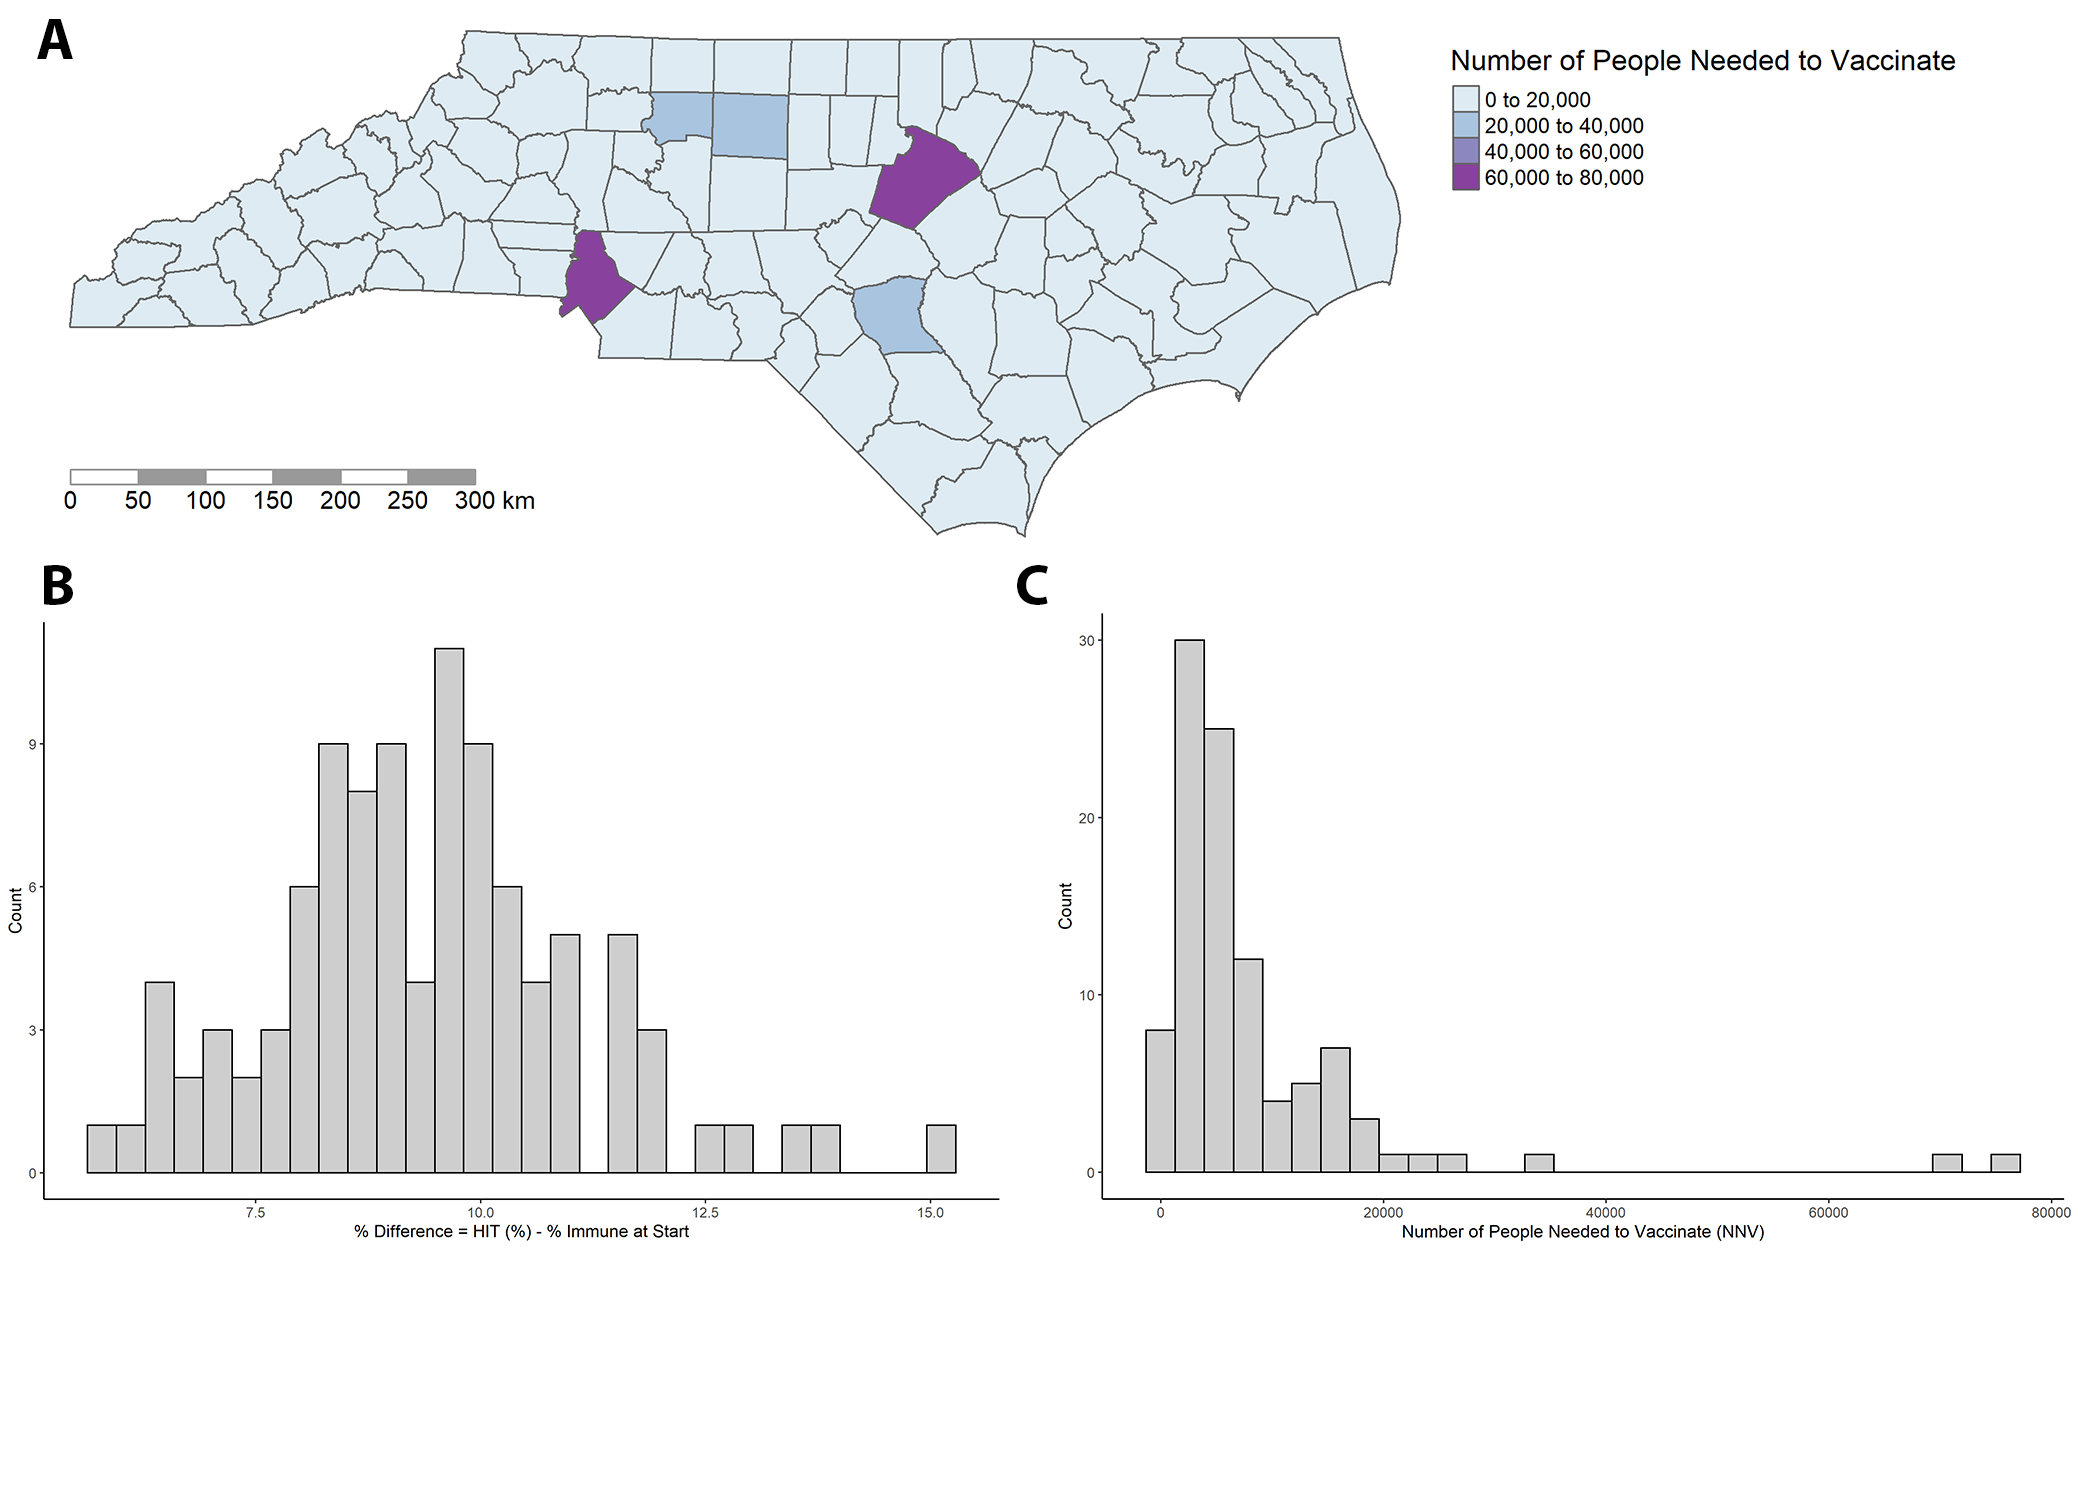 A
Number of People Needed to Vaccinate
0 to 20,000
20,000 to 40,000
40,000 to 60,000
60,000 to 80,000
0 50 100 150 200 250 300 km
B
Count
9
6
3
0
7.5 10.0 12.5 15.0
% Difference = HIT (%) - % Immune at Start
C
Count
30
20
10
0
0 20000 40000 60000 80000
Number of People Needed to Vaccinate (NNV)